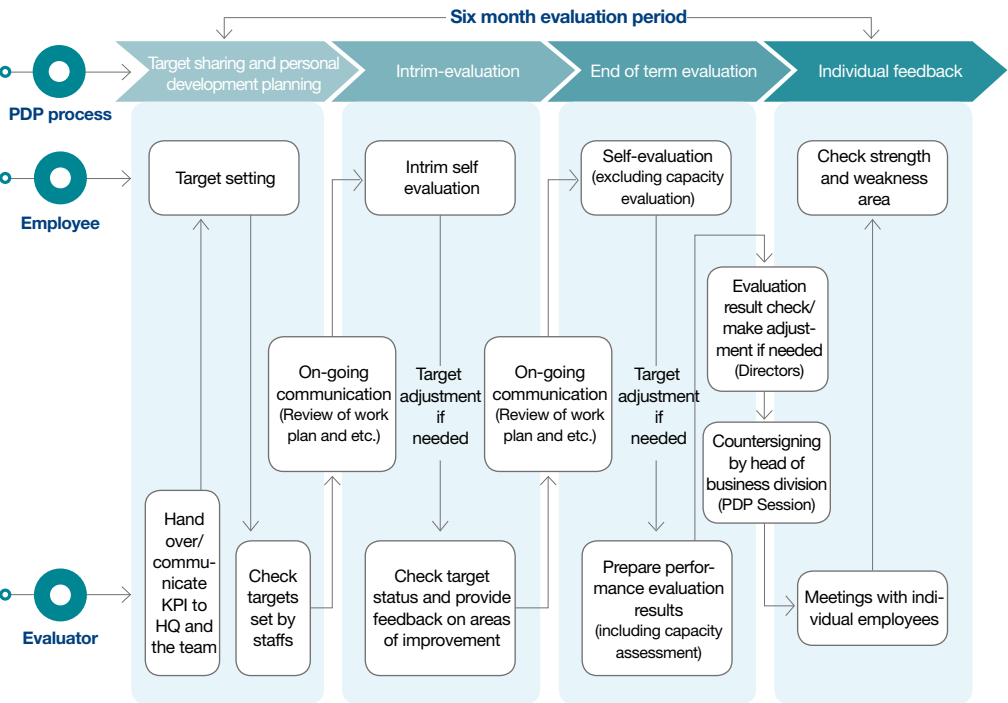 Six month evaluation period
Target sharing and personal
development planning
Intrim-evaluation
End of term evaluation
Individual feedback
PDP process
Employee
Target setting
Intrim self
evaluation
Self-evaluation
(excluding capacity
evaluation)
Check strength
and weakness
area
On-going
communication
(Review of work
plan and etc.)
Target
adjustment
if
needed
On-going
communication
(Review of work
plan and etc.)
Target
adjustment
if
needed
Evaluation
result check/
make adjust-
ment if needed
(Directors)
Countersigning
by head of
business division
(PDP Session)
Evaluator
Hand
over/
commu-
nicate
KPI to
HQ and
the team
Check
targets
set by
staffs
Check target
status and provide
feedback on areas
of improvement
Prepare perfor-
mance evaluation
results
(including capacity
assessment)
Meetings with indi-
vidual employees